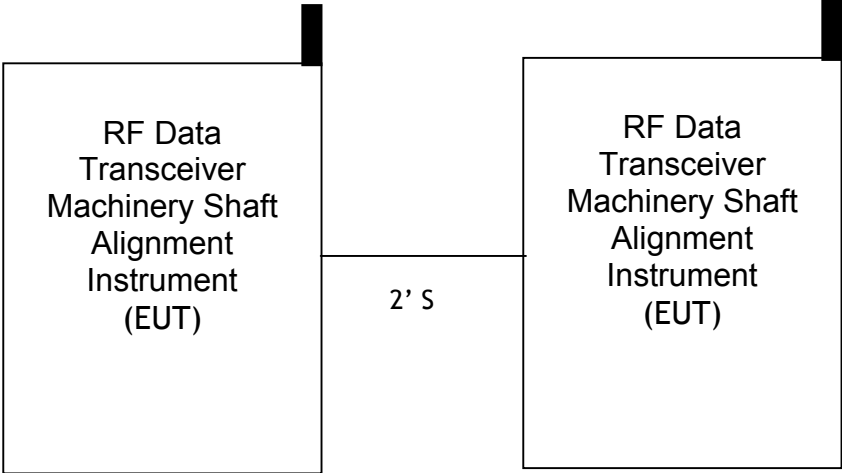 RF Data
Transceiver
Machinery Shaft
Alignment
Instrument
(EUT)
2’ S
RF Data
Transceiver
Machinery Shaft
Alignment
Instrument
(EUT)